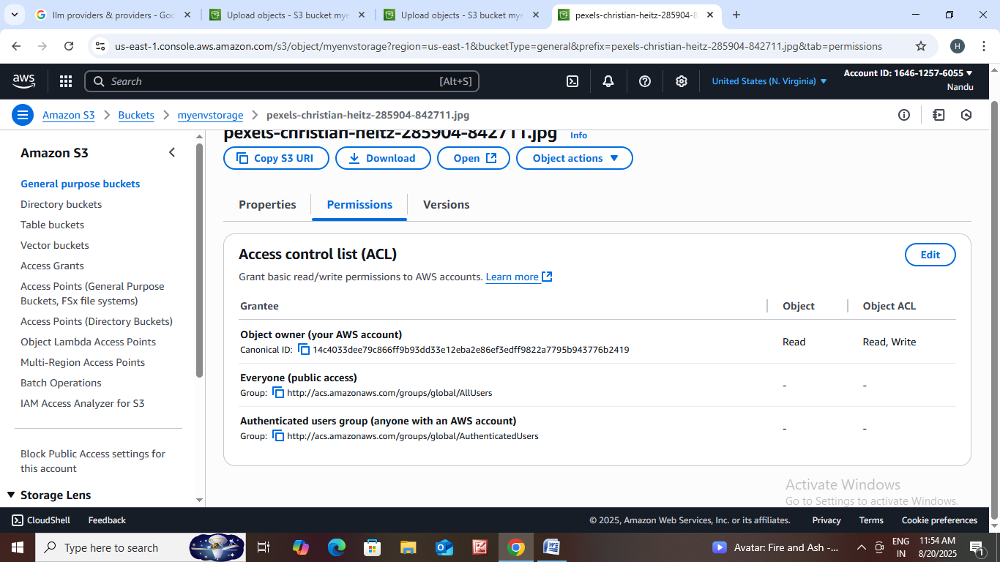 llm providers & providers - Goo
Upload objects - S3 bucket mye
Upload objects - S3 bucket mye
pexels-christian-heitz-285904-8
us-east-1.console.aws.amazon.com/s3/object/myenvstorage?region=us-east-1&bucketType=general&prefix=pexels-christian-heitz-285904-842711.jpg&tab=permissions
H
aws
Search
[Alt+S]
United States (N. Virginia)
Account ID: 1646-1257-6055
Nandu
Amazon S3
Buckets
myenvstorage
pexels-christian-heitz-285904-842711.jpg
Amazon S3
General purpose buckets
Directory buckets
Table buckets
Vector buckets
Access Grants
Access Points (General Purpose
Buckets, FSx file systems)
Access Points (Directory Buckets)
Object Lambda Access Points
Multi-Region Access Points
Batch Operations
IAM Access Analyzer for S3
Block Public Access settings for
this account
Storage Lens
pexels-christian-heitz-285904-842711.jpg Info
Copy S3 URI
Download
Open
Object actions
Properties
Permissions
Versions
Access control list (ACL)
Edit
Grant basic read/write permissions to AWS accounts. Learn more
Grantee
Object
Object ACL
Object owner (your AWS account)
Canonical ID: 14c4033dee79c866ff9b93dd33e12eba2e86ef3edff9822a7795b943776b2419
Read
Read, Write
Everyone (public access)
Group: http://acs.amazonaws.com/groups/global/AllUsers
-
-
Authenticated users group (anyone with an AWS account)
Group: http://acs.amazonaws.com/groups/global/AuthenticatedUsers
-
-
Activate Windows
Go to Settings to activate Windows.
CloudShell
Feedback
© 2025, Amazon Web Services, Inc. or its affiliates.
Privacy
Terms
Cookie preferences
Type here to search
Avatar: Fire and Ash -...
ENG
IN
11:54 AM
8/20/2025
1